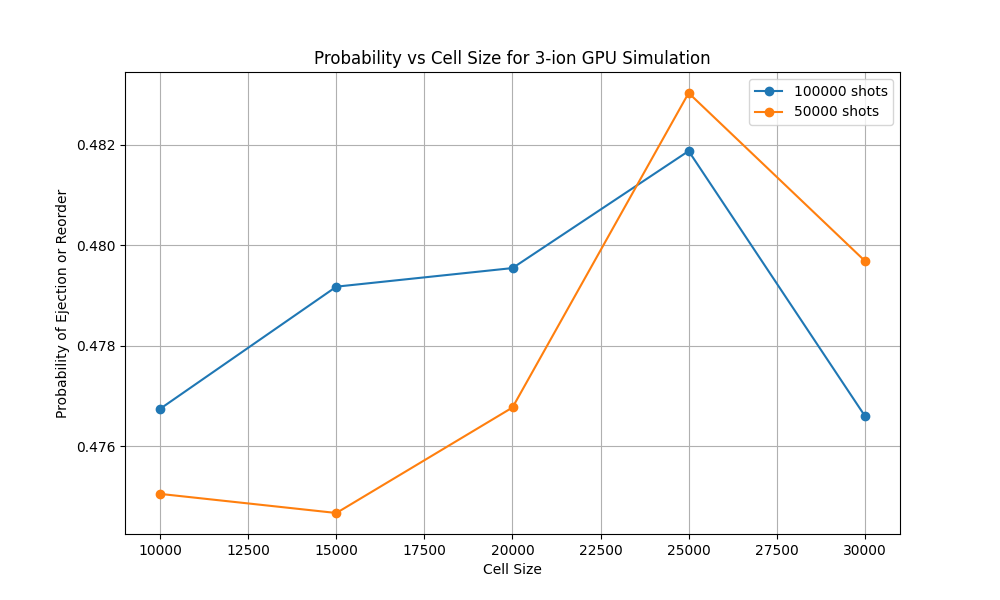 Probability vs Cell Size for 3-ion GPU Simulation
100000 shots
50000 shots
Probability of Ejection or Reorder
0.482
0.480
0.478
0.476
10000 12500 15000 17500 20000 22500 25000 27500 30000
Cell Size